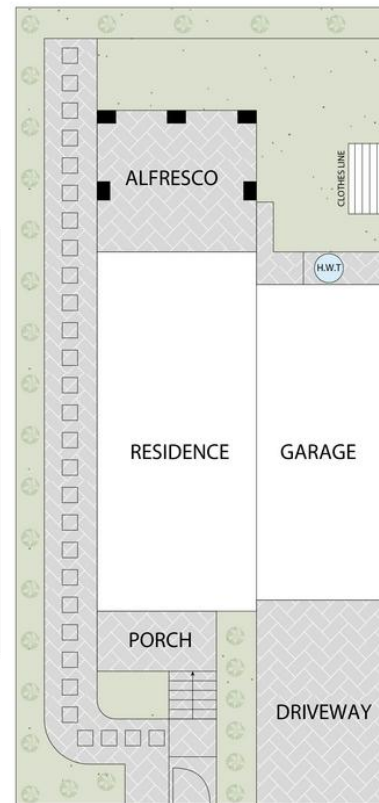 ALFRESCO
CLOTHES LINE
H.W.T
RESIDENCE
GARAGE
PORCH
DRIVEWAY